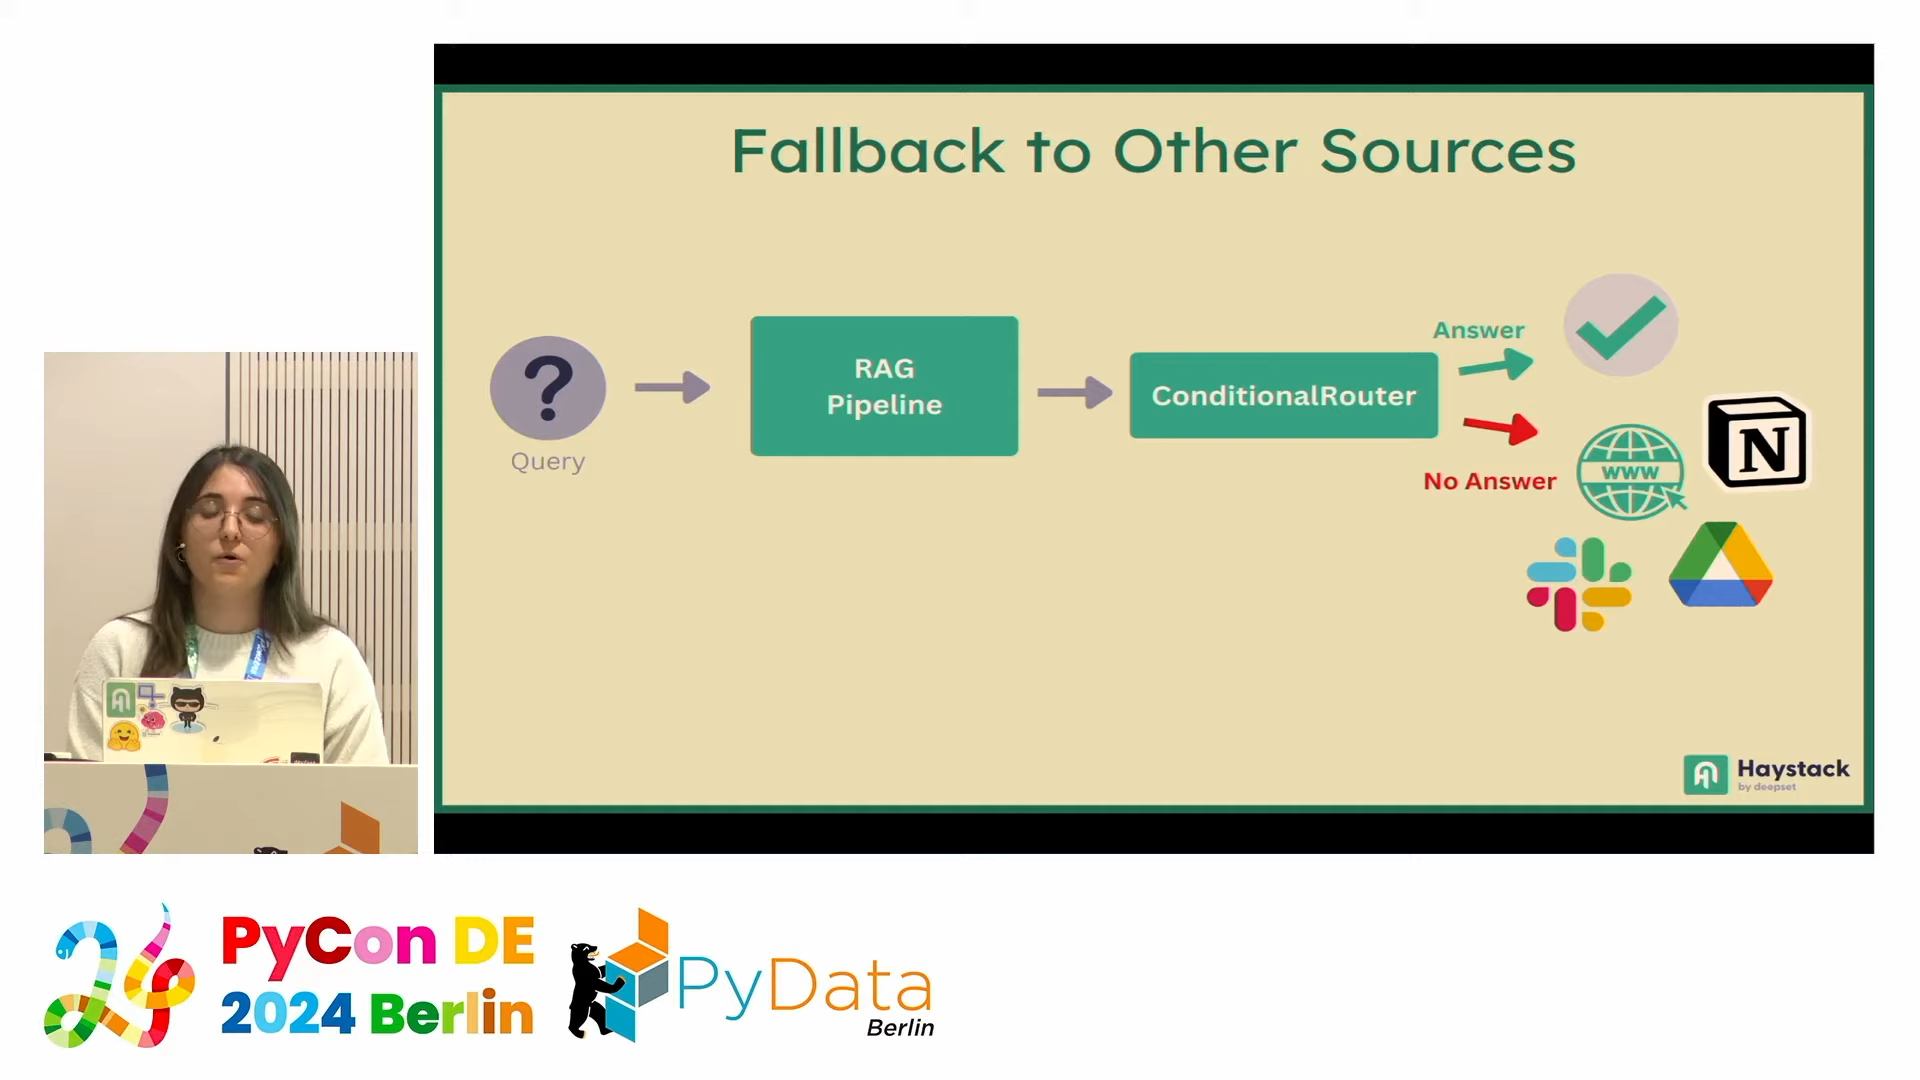 Fallback to Other Sources
Query
RAG
Pipeline
ConditionalRouter
Answer
No Answer
www
N
Haystack
by deepset
PyCon DE
2024 Berlin
PyData
Berlin